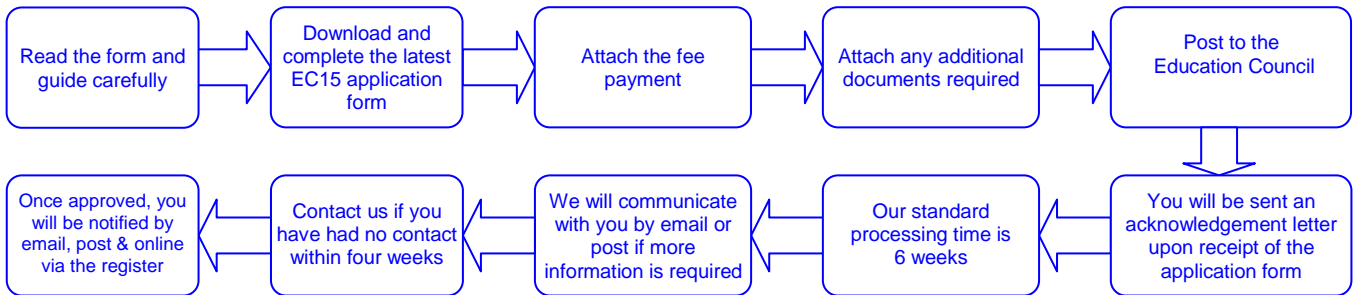 Read the form and
guide carefully
Download and
complete the latest
EC15 application
form
Attach the fee
payment
Attach any additional
documents required
Post to the
Education Council
You will be sent an
acknowledgement letter
upon receipt of the
application form
Our standard
processing time is
6 weeks
We will communicate
with you by email or
post if more
information is required
Contact us if you
have had no contact
within four weeks
Once approved, you
will be notified by
email, post & online
via the register